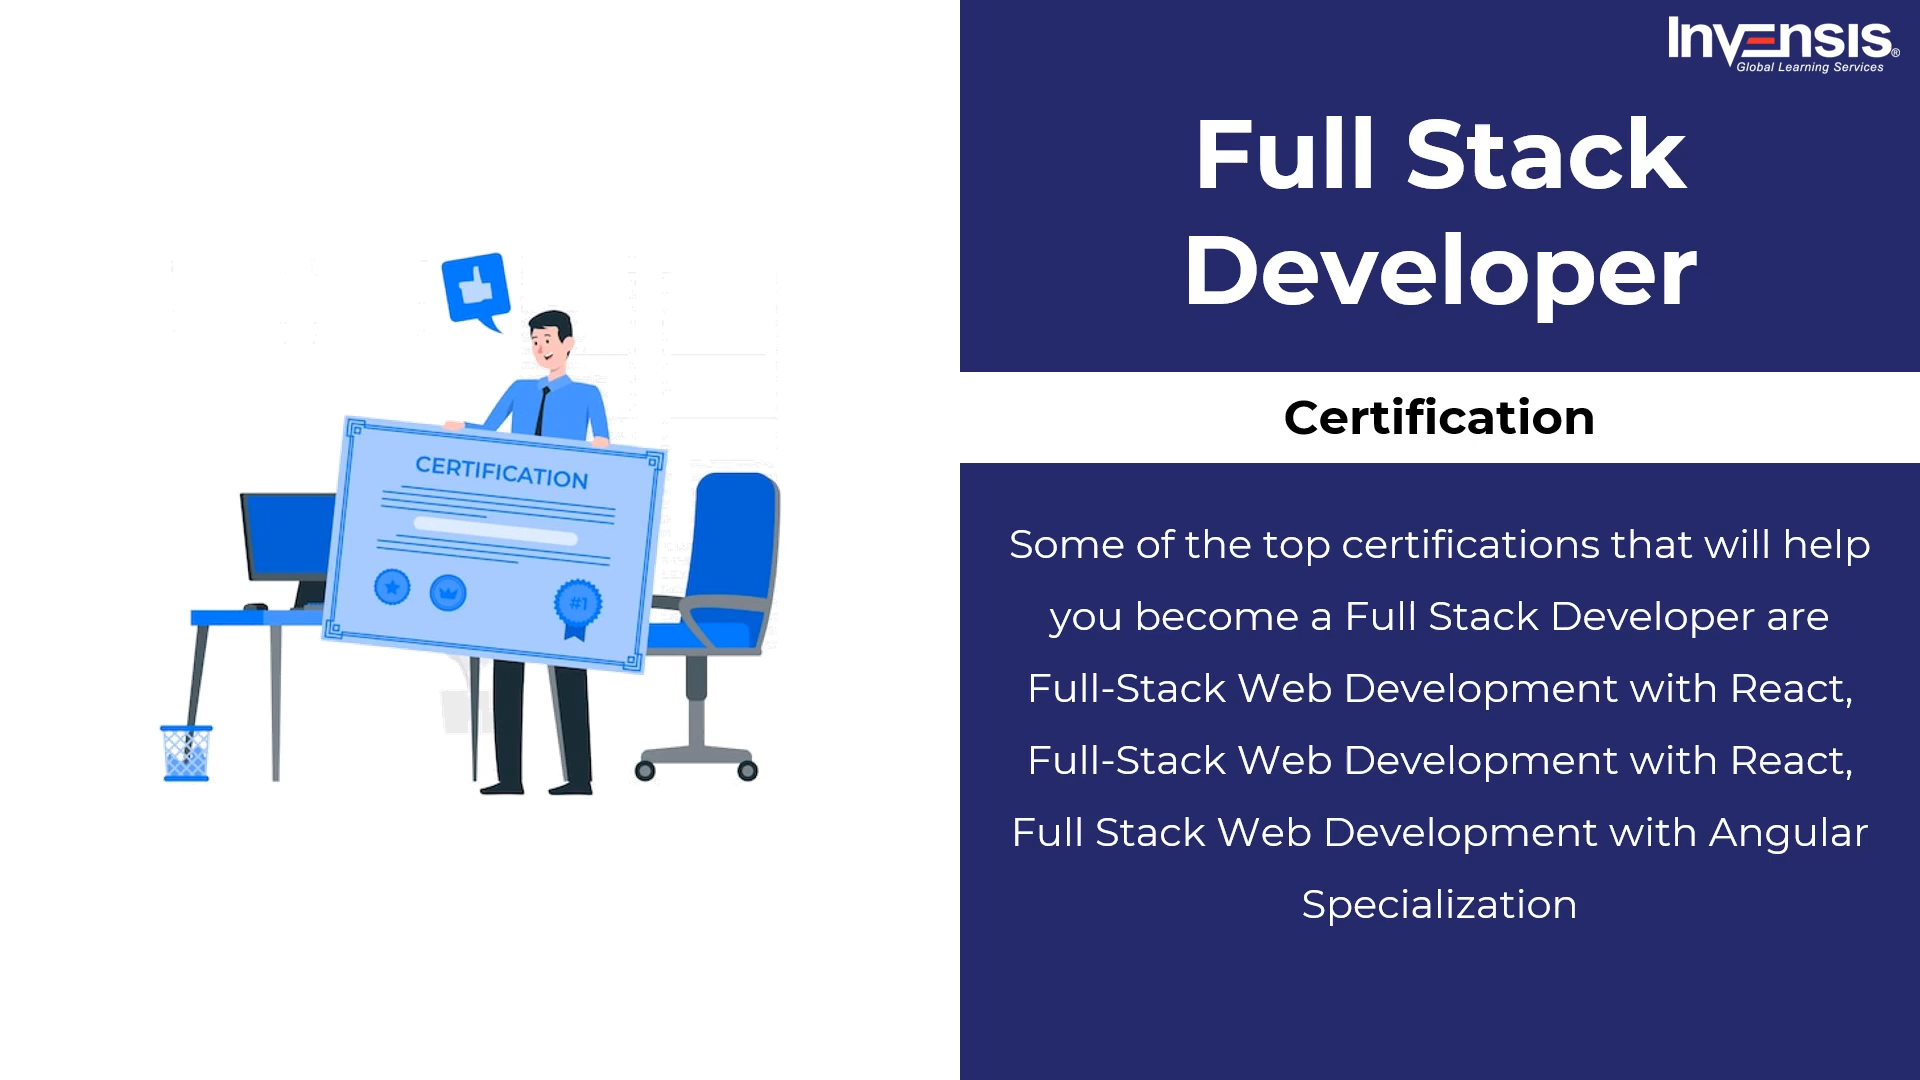 Invensis®
Global Learning Services
Full Stack
Developer
Certification
Some of the top certifications that will help
you become a Full Stack Developer are
Full-Stack Web Development with React,
Full-Stack Web Development with React,
Full Stack Web Development with Angular
Specialization
CERTIFICATION
#1